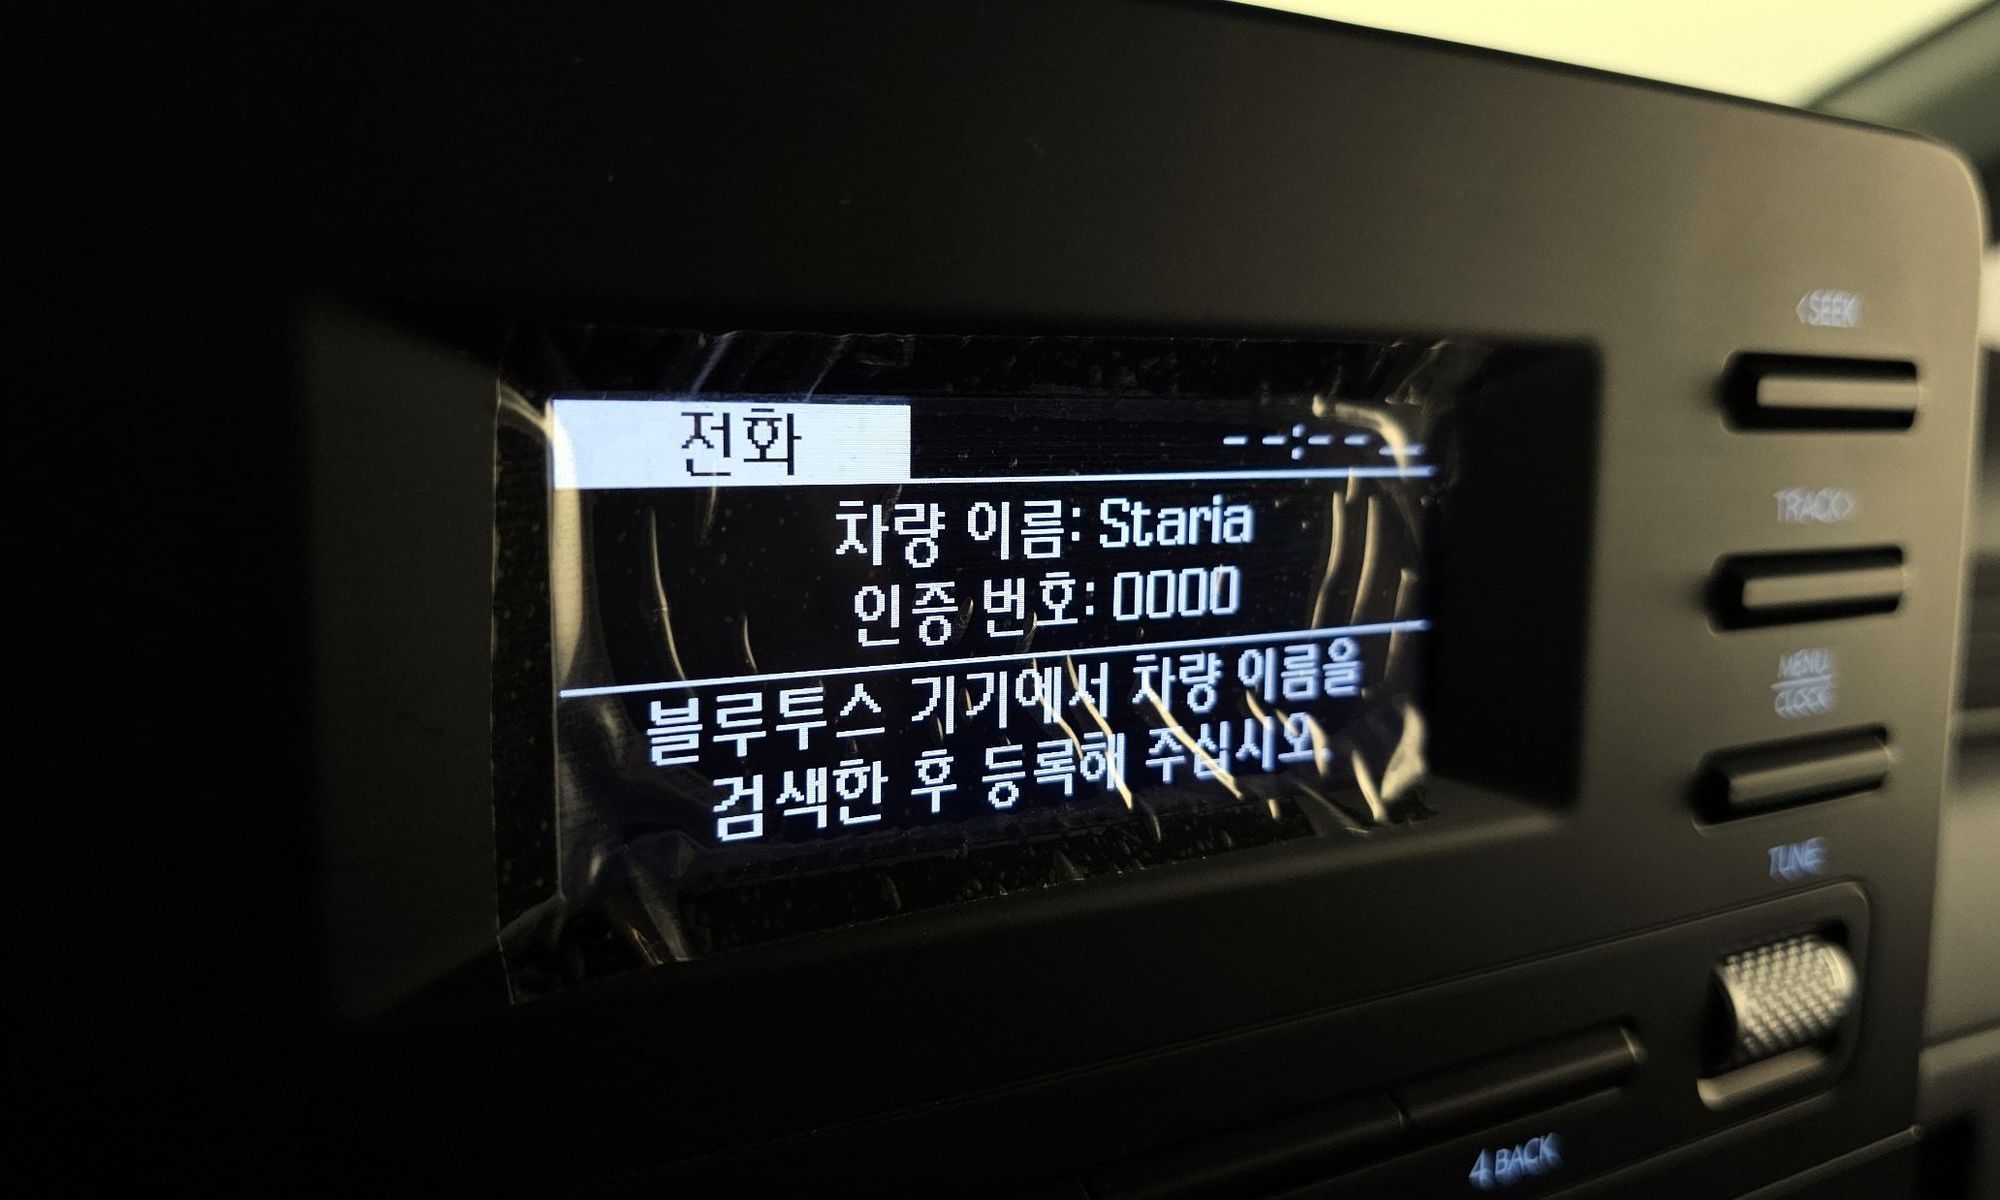 <SEEK
전화 --:-- --
차량 이름: Staria
TRACK>
인증 번호: 0000
블루투스 기기에서 차량 이름을
MENU
CLOCK
검색한 후 등록해 주십시오.
TUNE
4 BACK